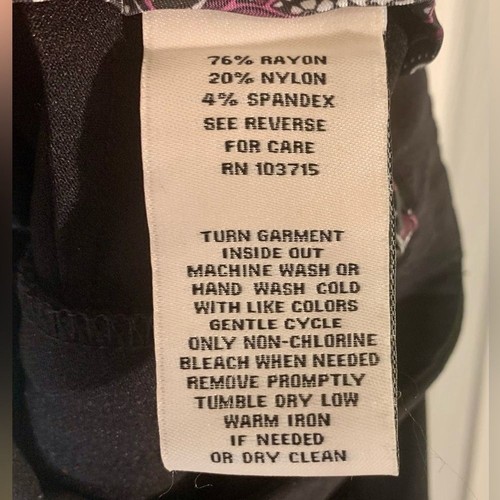 76% RAYON
20% NYLON
4% SPANDEX
SEE REVERSE
FOR CARE
RN 103715
TURN GARMENT
INSIDE OUT
MACHINE WASH OR
HAND WASH COLD
WITH LIKE COLORS
GENTLE CYCLE
ONLY NON-CHLORINE
BLEACH WHEN NEEDED
REMOVE PROMPTLY
TUMBLE DRY LOW
WARM IRON
IF NEEDED
OR DRY CLEAN